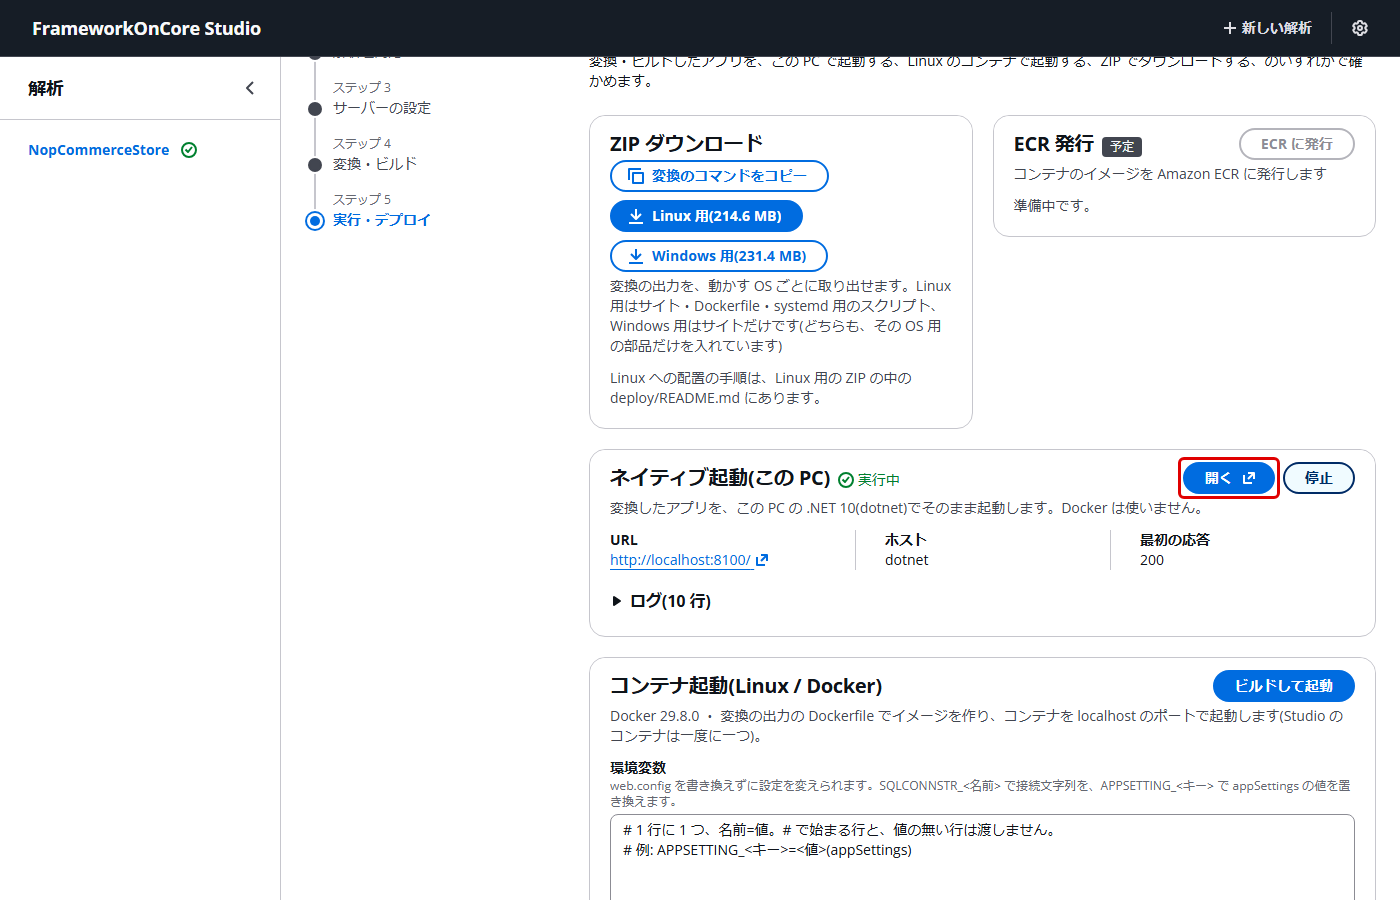 FrameworkOnCore Studio
新しい解析
解析
NopCommerceStore
ステップ 3
サーバーの設定
ステップ 4
変換・ビルド
ステップ 5
実行・デプロイ
変換・ビルドしたアプリを、この PC で起動する、Linux のコンテナで起動する、ZIP でダウンロードする、のいずれかで確
かめます。
ZIP ダウンロード
変換のコマンドをコピー
Linux 用(214.6 MB)
Windows 用(231.4 MB)
変換の出力を、動かす OS ごとに取り出せます。Linux
用はサイト・Dockerfile・systemd 用のスクリプト、
Windows 用はサイトだけです(どちらも、その OS 用
の部品だけを入れています)
Linux への配置の手順は、Linux 用の ZIP の中の
deploy/README.md にあります。
ECR 発行 予定
ECR に発行
コンテナのイメージを Amazon ECR に発行します
準備中です。
ネイティブ起動(この PC) 実行中
開く
停止
変換したアプリを、この PC の .NET 10(dotnet)でそのまま起動します。Docker は使いません。
URL
http://localhost:8100/
ホスト
dotnet
最初の応答
200
ログ(10 行)
コンテナ起動(Linux / Docker)
ビルドして起動
Docker 29.8.0 ・ 変換の出力の Dockerfile でイメージを作り、コンテナを localhost のポートで起動します(Studio の
コンテナは一度に一つ)。
環境変数
web.config を書き換えずに設定を変えられます。SQLCONNSTR_<名前> で接続文字列を、APPSETTING_<キー> で appSettings の値を置
き換えます。
# 1 行に 1 つ、名前=値。# で始まる行と、値の無い行は渡しません。
# 例: APPSETTING_<キー>=<値>(appSettings)